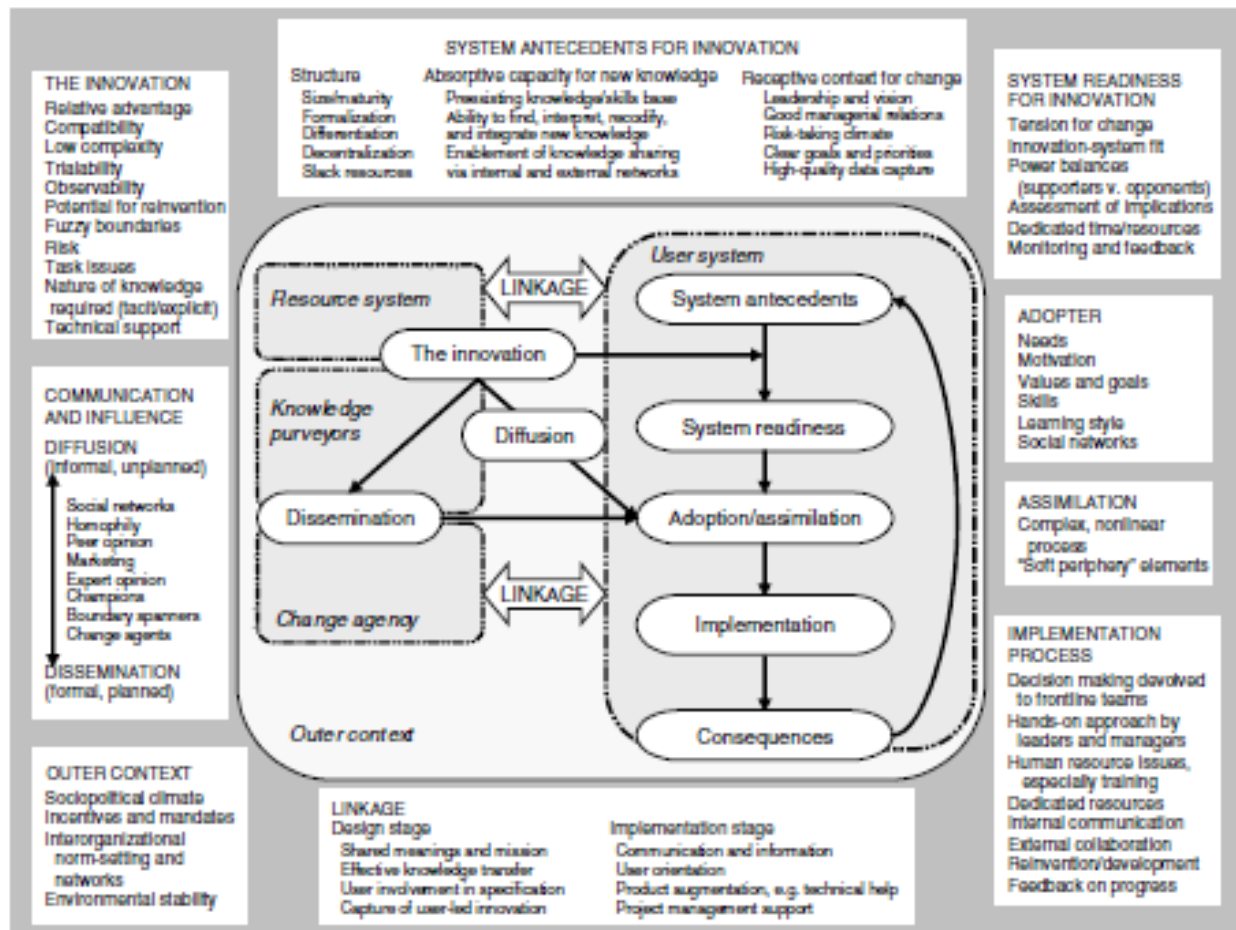 SYSTEM ANTECEDENTS FOR INNOVATION
Structure
Size/maturity
Formalization
Differentiation
Decentralization
Slack resources
Absorptive capacity for new knowledge
Preexisting knowledge/skills base
Ability to find, interpret, recodify,
and integrate new knowledge
Enablement of knowledge sharing
via internal and external networks
Receptive context for change
Leadership and vision
Good managerial relations
Risk-taking climate
Clear goals and priorities
High-quality data capture
THE INNOVATION
Relative advantage
Compatibility
Low complexity
Trialability
Observability
Potential for reinvention
Fuzzy boundaries
Risk
Task issues
Nature of knowledge
required (tacit/explicit)
Technical support
COMMUNICATION
AND INFLUENCE
DIFFUSION
(informal, unplanned)
Social networks
Homophily
Peer opinion
Marketing
Expert opinion
Champions
Boundary spanners
Change agents
DISSEMINATION
(formal, planned)
OUTER CONTEXT
Sociopolitical climate
Incentives and mandates
Interorganizational
norm-setting and
networks
Environmental stability
Resource system
LINKAGE
User system
System antecedents
The innovation
Knowledge
purveyors
Diffusion
System readiness
Dissemination
Adoption/assimilation
LINKAGE
Change agency
Implementation
Outer context
Consequences
LINKAGE
Design stage
Shared meanings and mission
Effective knowledge transfer
User involvement in specification
Capture of user-led innovation
Implementation stage
Communication and information
User orientation
Product augmentation, e.g. technical help
Project management support
SYSTEM READINESS
FOR INNOVATION
Tension for change
Innovation-system fit
Power balances
(supporters v. opponents)
Assessment of implications
Dedicated time/resources
Monitoring and feedback
ADOPTER
Needs
Motivation
Values and goals
Skills
Learning style
Social networks
ASSIMILATION
Complex, nonlinear
process
"Soft periphery" elements
IMPLEMENTATION
PROCESS
Decision making devolved
to frontline teams
Hands-on approach by
leaders and managers
Human resource issues,
especially training
Dedicated resources
Internal communication
External collaboration
Reinvention/development
Feedback on progress